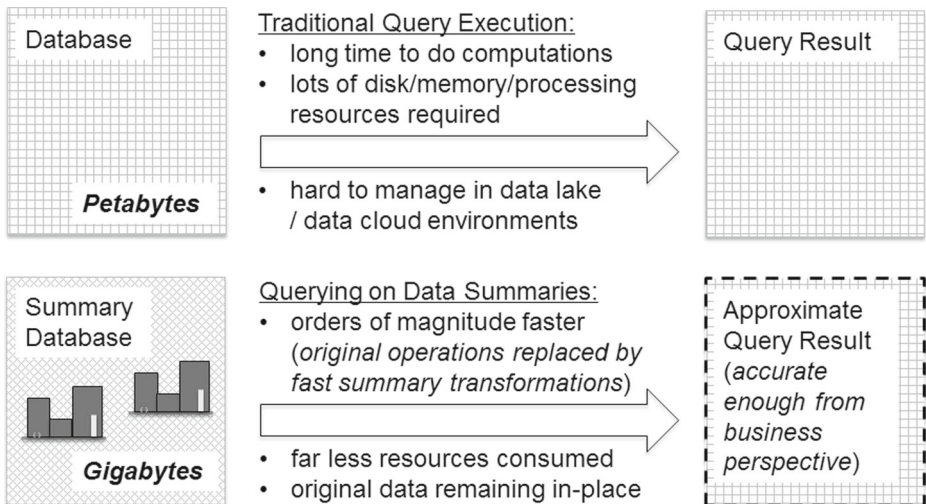 Database
Petabytes
Traditional Query Execution:
• long time to do computations
• lots of disk/memory/processing
resources required
• hard to manage in data lake
/ data cloud environments
Query Result
Summary
Database
Gigabytes
Querying on Data Summaries:
• orders of magnitude faster
(original operations replaced by
fast summary transformations)
• far less resources consumed
• original data remaining in-place
Approximate
Query Result
(accurate
enough from
business
perspective)